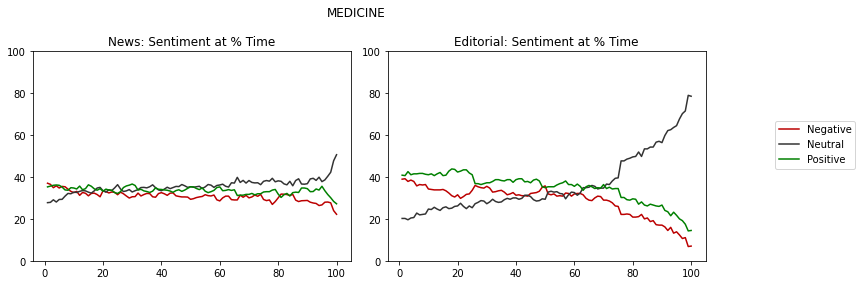 MEDICINE
News: Sentiment at % Time
Editorial: Sentiment at % Time
100
80
60
40
20
0
0 20 40 60 80 100
100
80
60
40
20
0
0 20 40 60 80 100
Negative
Neutral
Positive